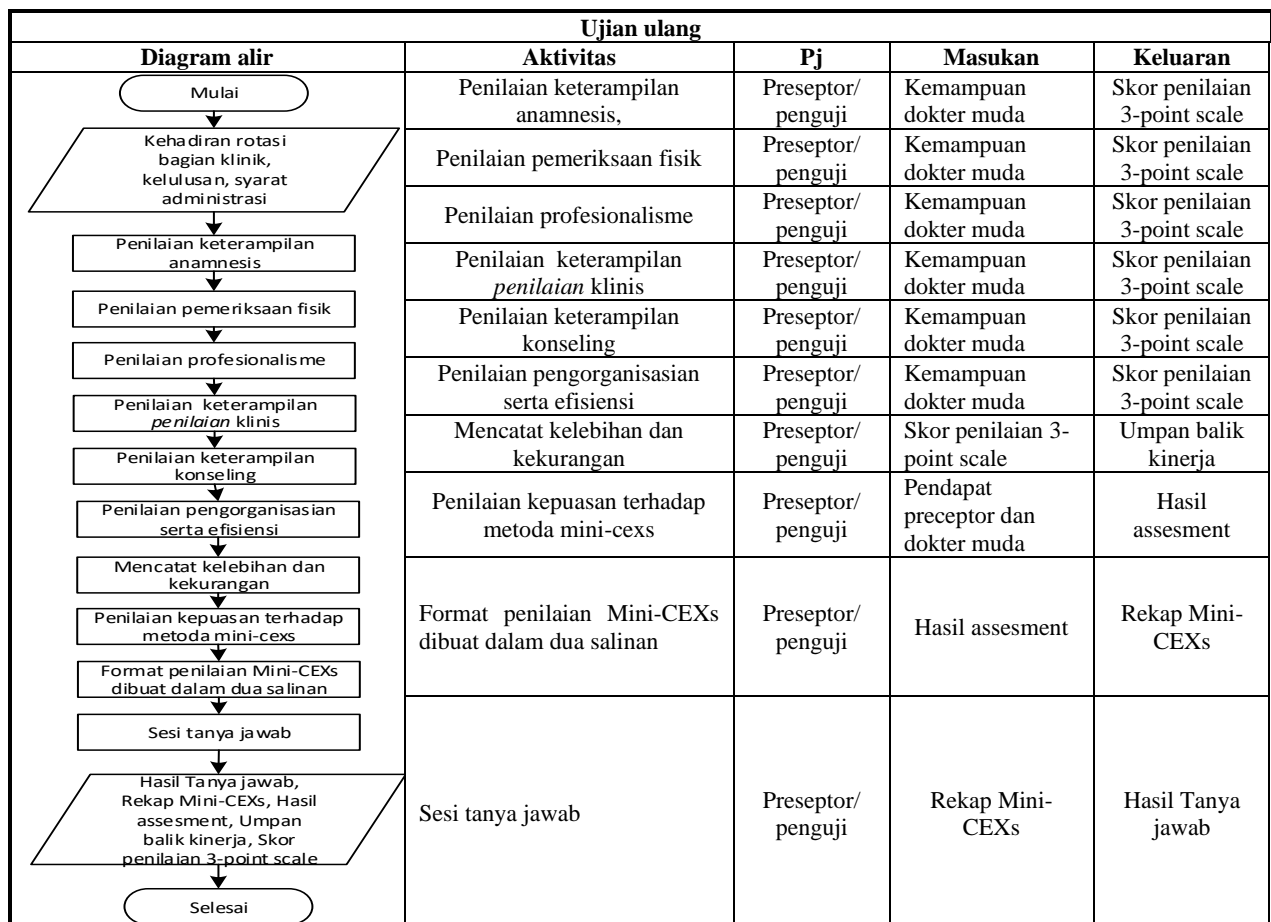 Ujian ulang
Diagram alir
Aktivitas
Pj
Masukan
Keluaran
Mulai
Kehadiran rotasi
bagian klinik,
kelulusan, syarat
administrasi
Penilaian keterampilan
anamnesis
Penilaian pemeriksaan fisik
Penilaian profesionalisme
Penilaian keterampilan
penilaian klinis
Penilaian keterampilan
konseling
Penilaian pengorganisasian
serta efisiensi
Mencatat kelebihan dan
kekurangan
Penilaian kepuasan terhadap
metoda mini-cexs
Format penilaian Mini-CEXs
dibuat dalam dua salinan
Sesi tanya jawab
Hasil Tanya jawab,
Rekap Mini-CEXs, Hasil
assesment, Umpan
balik kinerja, Skor
penilaian 3-point scale
Selesai
Penilaian keterampilan
anamnesis,
Preseptor/
penguji
Kemampuan
dokter muda
Skor penilaian
3-point scale
Penilaian pemeriksaan fisik
Preseptor/
penguji
Kemampuan
dokter muda
Skor penilaian
3-point scale
Penilaian profesionalisme
Preseptor/
penguji
Kemampuan
dokter muda
Skor penilaian
3-point scale
Penilaian keterampilan
penilaian klinis
Preseptor/
penguji
Kemampuan
dokter muda
Skor penilaian
3-point scale
Penilaian keterampilan
konseling
Preseptor/
penguji
Kemampuan
dokter muda
Skor penilaian
3-point scale
Penilaian pengorganisasian
serta efisiensi
Preseptor/
penguji
Kemampuan
dokter muda
Skor penilaian
3-point scale
Mencatat kelebihan dan
kekurangan
Preseptor/
penguji
Skor penilaian 3-
point scale
Umpan balik
kinerja
Penilaian kepuasan terhadap
metoda mini-cexs
Preseptor/
penguji
Pendapat
preceptor dan
dokter muda
Hasil
assesment
Format penilaian Mini-CEXs
dibuat dalam dua salinan
Preseptor/
penguji
Hasil assesment
Rekap Mini-
CEXs
Sesi tanya jawab
Preseptor/
penguji
Rekap Mini-
CEXs
Hasil Tanya
jawab